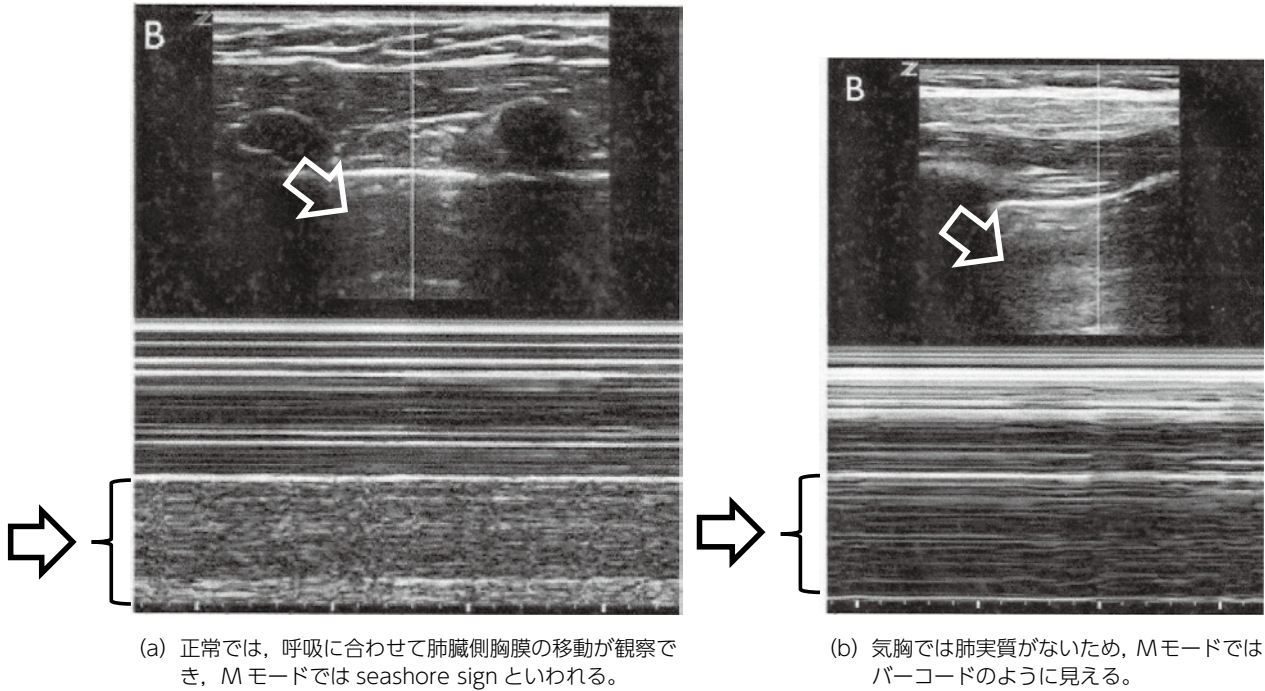 B
Z
B
Z
(a) 正常では，呼吸に合わせて肺臓側胸膜の移動が観察で
き，Mモードでは seashore sign といわれる。
(b) 気胸では肺実質がないため，Mモードでは
バーコードのように見える。